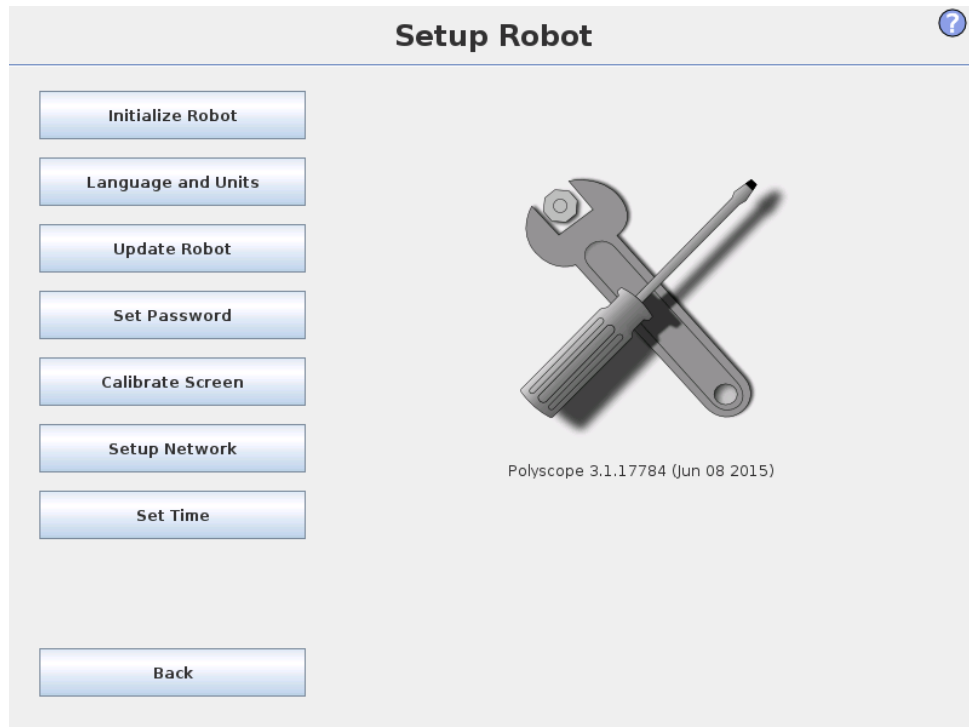 Setup Robot
?
Initialize Robot
Language and Units
Update Robot
Set Password
Calibrate Screen
Setup Network
Set Time
Back
Polyscope 3.1.17784 (Jun 08 2015)